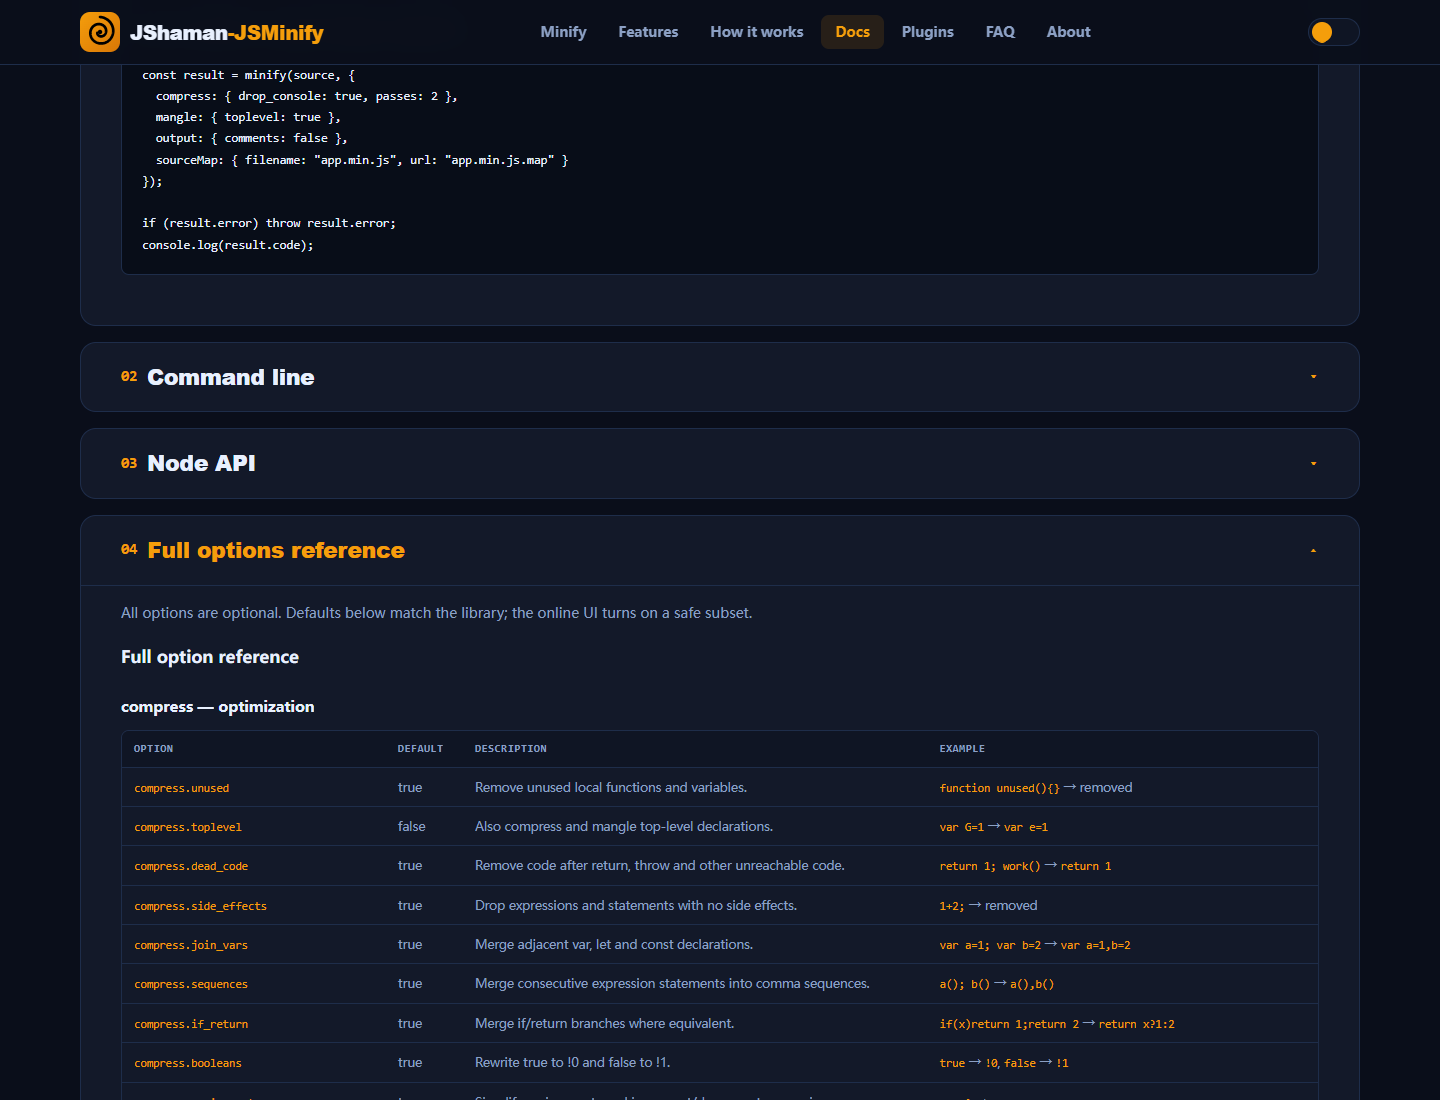 JShaman-JSMinify Minify Features How it works Docs Plugins FAQ About
const result = minify(source, {
  compress: { drop_console: true, passes: 2 },
  mangle: { toplevel: true },
  output: { comments: false },
  sourceMap: { filename: "app.min.js", url: "app.min.js.map" }
});
if (result.error) throw result.error;
console.log(result.code);
02 Command line
03 Node API
04 Full options reference
All options are optional. Defaults below match the library; the online UI turns on a safe subset.
Full option reference
compress — optimization
OPTION DEFAULT DESCRIPTION EXAMPLE
compress.unused true Remove unused local functions and variables. function unused(){} → removed
compress.toplevel false Also compress and mangle top-level declarations. var G=1 → var e=1
compress.dead_code true Remove code after return, throw and other unreachable code. return 1; work() → return 1
compress.side_effects true Drop expressions and statements with no side effects. 1+2; → removed
compress.join_vars true Merge adjacent var, let and const declarations. var a=1; var b=2 → var a=1,b=2
compress.sequences true Merge consecutive expression statements into comma sequences. a(); b() → a(),b()
compress.if_return true Merge if/return branches where equivalent. if(x)return 1;return 2 → return x?1:2
compress.booleans true Rewrite true to !0 and false to !1. true → !0, false → !1